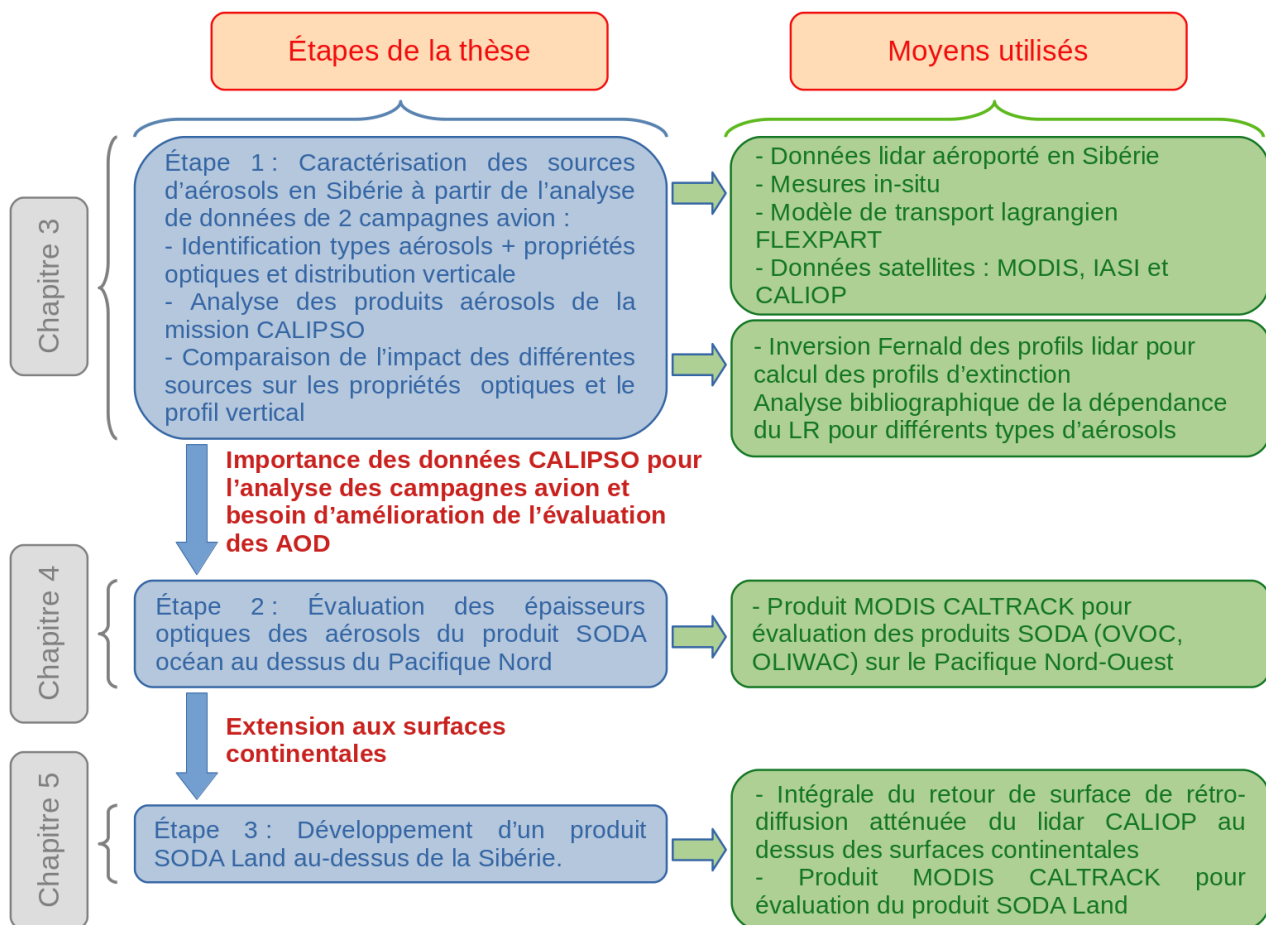 Étapes de la thèse
Moyens utilisés
Chapitre 3
Étape 1 : Caractérisation des sources
d’aérosols en Sibérie à partir de l’analyse
de données de 2 campagnes avion :
- Identification types aérosols + propriétés
optiques et distribution verticale
- Analyse des produits aérosols de la
mission CALIPSO
- Comparaison de l’impact des différentes
sources sur les propriétés optiques et le
profil vertical
- Données lidar aéroporté en Sibérie
- Mesures in-situ
- Modèle de transport lagrangien
FLEXPART
- Données satellites : MODIS, IASI et
CALIOP
- Inversion Fernald des profils lidar pour
calcul des profils d’extinction
Analyse bibliographique de la dépendance
du LR pour différents types d’aérosols
Importance des données CALIPSO pour
l’analyse des campagnes avion et
besoin d’amélioration de l’évaluation
des AOD
Chapitre 4
Étape 2 : Évaluation des épaisseurs
optiques des aérosols du produit SODA
océan au dessus du Pacifique Nord
- Produit MODIS CALTRACK pour
évaluation des produits SODA (OVOC,
OLIWAC) sur le Pacifique Nord-Ouest
Extension aux surfaces
continentales
Chapitre 5
Étape 3 : Développement d’un produit
SODA Land au-dessus de la Sibérie.
- Intégrale du retour de surface de rétro-
diffusion atténuée du lidar CALIOP au
dessus des surfaces continentales
- Produit MODIS CALTRACK pour
évaluation du produit SODA Land